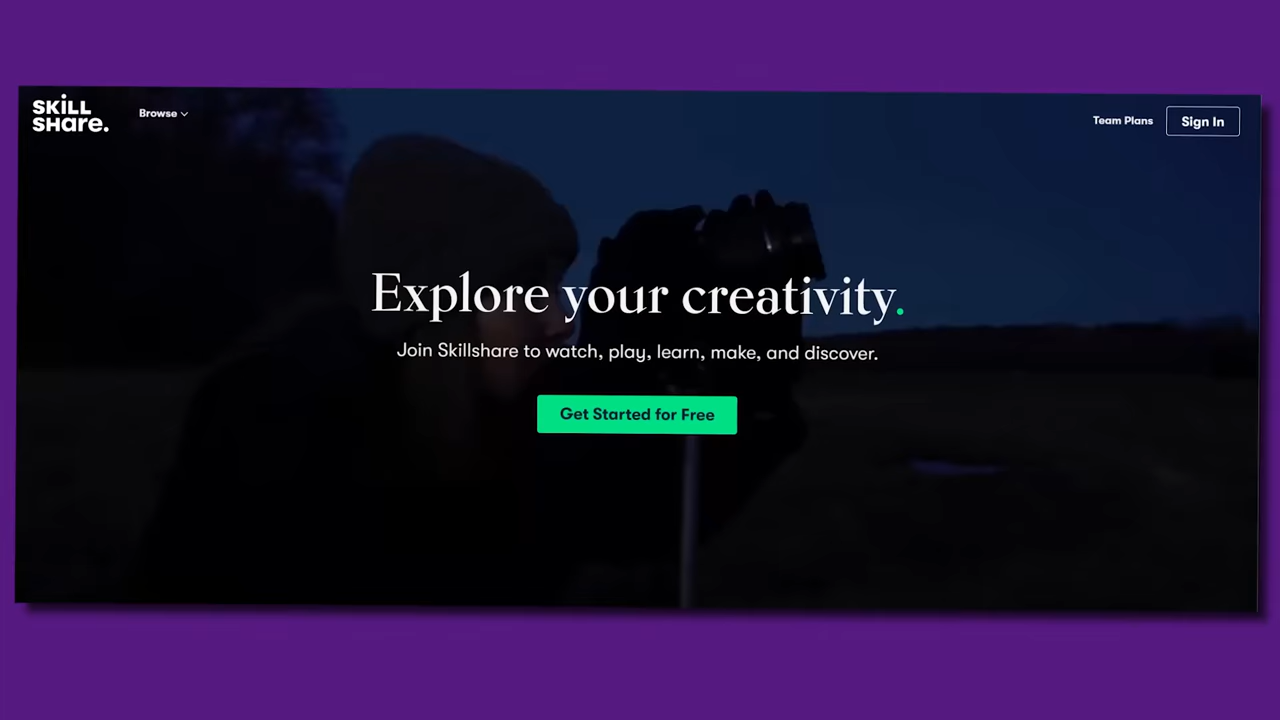 SKiLL
SHare.
Browse
Team Plans
Sign In
Explore your creativity.
Join Skillshare to watch, play, learn, make, and discover.
Get Started for Free